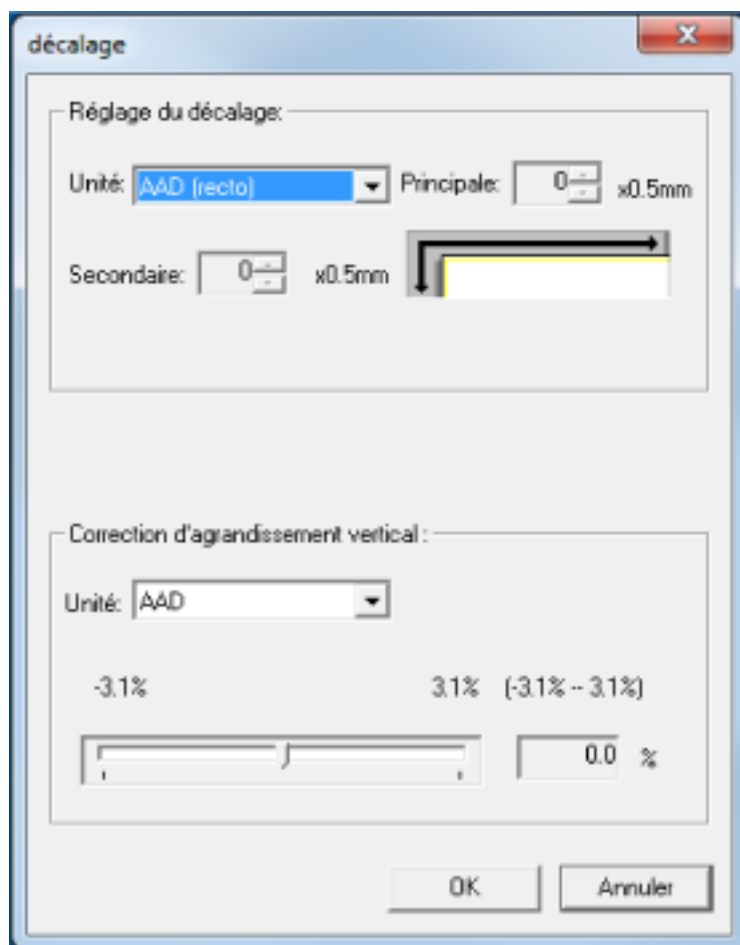 décalage
Réglage du décalage:
Unité: AAD (recto) Principale: 0 x0.5mm
Secondaire: 0 x0.5mm
Correction d'agrandissement vertical :
Unité: AAD
-3.1% 3.1% (-3.1% -- 3.1%)
0.0 %
OK Annuler